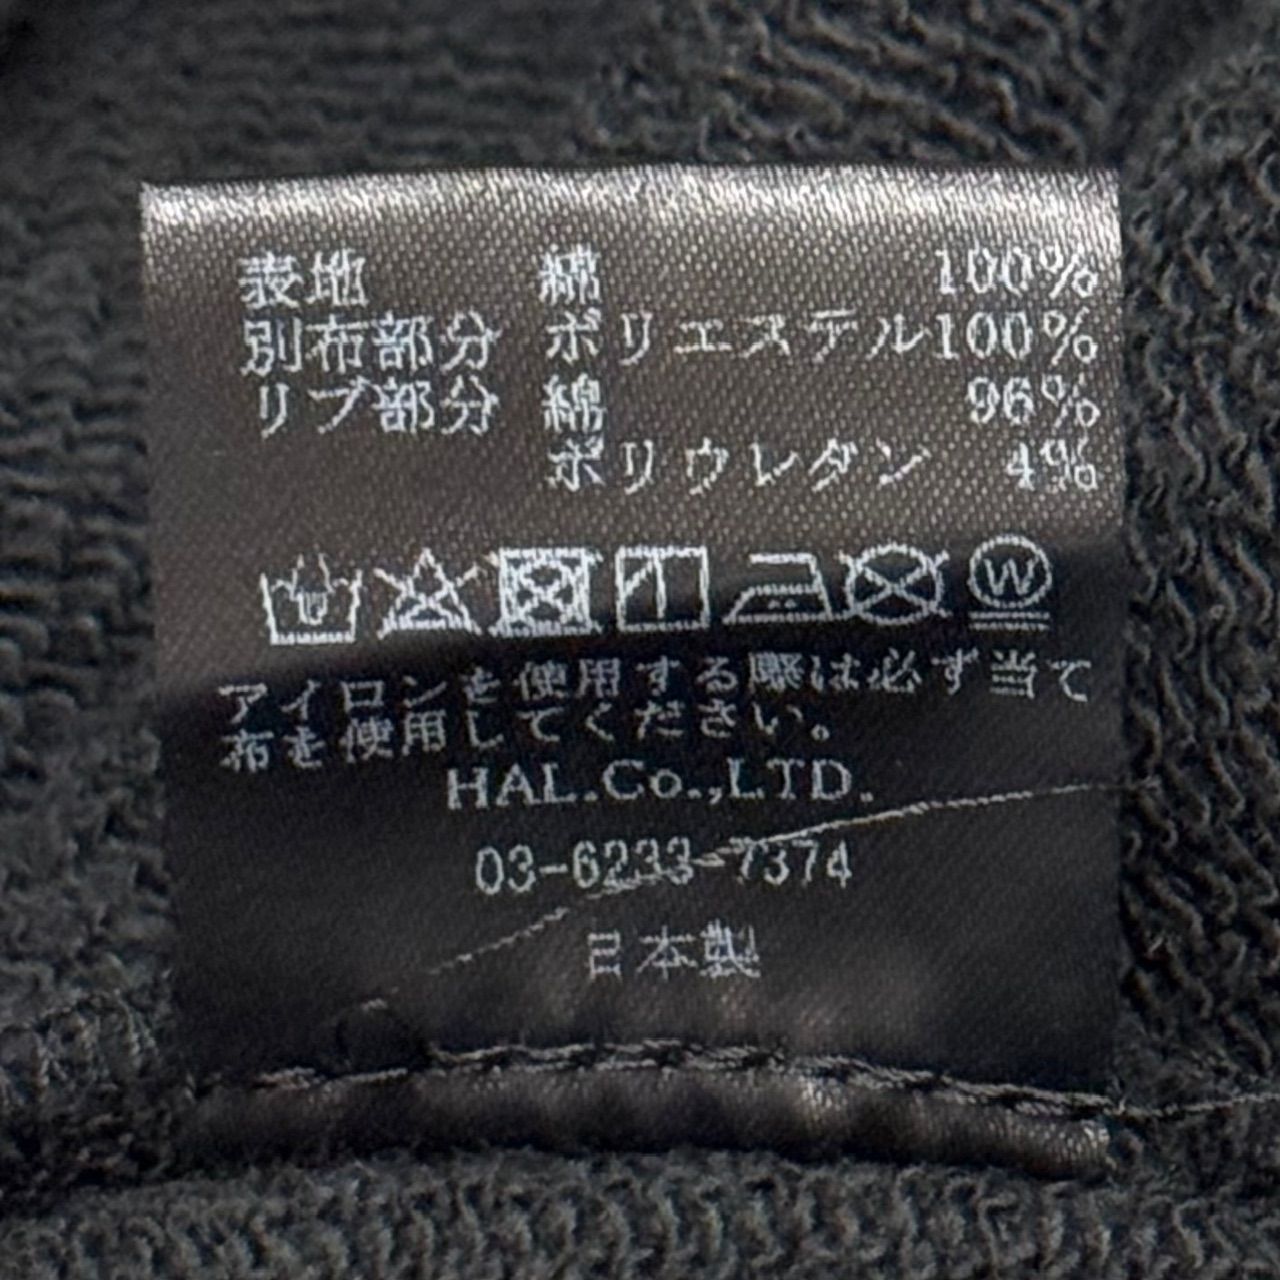 表地 綿 100%
別布部分 ポリエステル100%
リブ部分 綿 96%
ポリウレタン 4%
W
アイロンを使用する際は必ず当て
布を使用してください。
HAL.Co.,LTD.
03-6233-7374
日本製